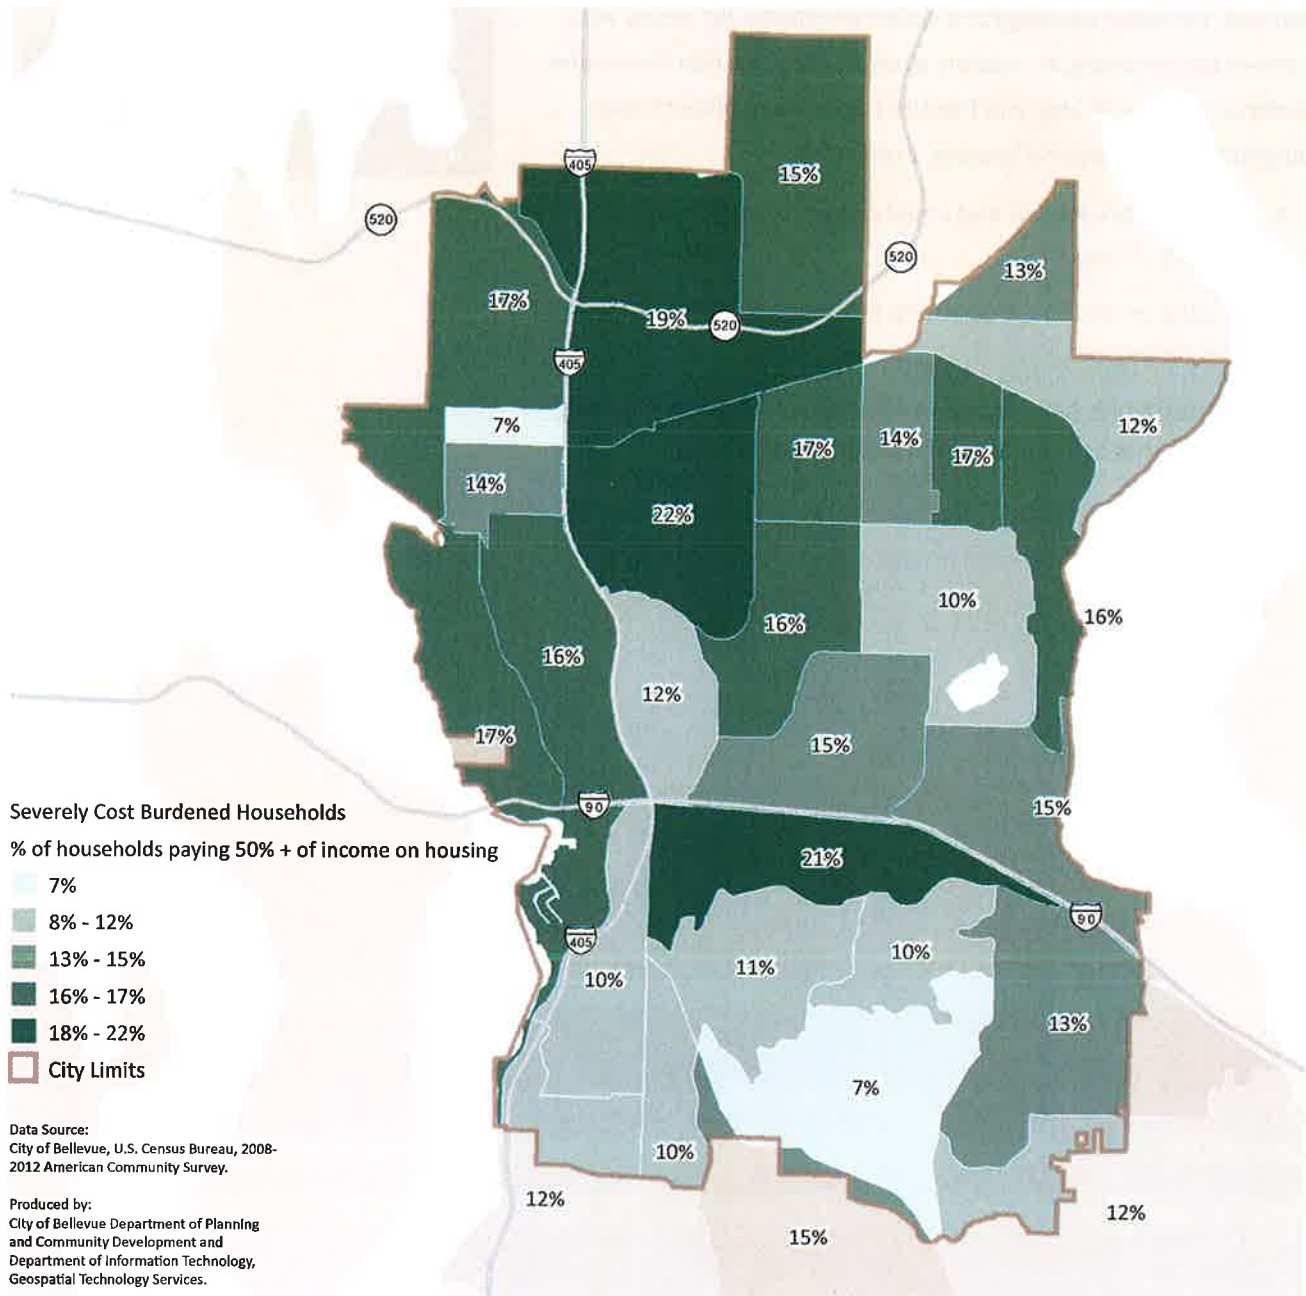 405
15%
520
520
13%
17%
19%
520
405
7%
12%
17%
14%
17%
14%
22%
10%
16%
16%
16%
12%
17%
15%
90
15%
21%
90
405
10%
11%
10%
13%
7%
10%
12%
12%
15%
Severely Cost Burdened Households
% of households paying 50% + of income on housing
7%
8% - 12%
13% - 15%
16% - 17%
18% - 22%
City Limits
Data Source:
City of Bellevue, U.S. Census Bureau, 2008-
2012 American Community Survey.
Produced by:
City of Bellevue Department of Planning
and Community Development and
Department of Information Technology,
Geospatial Technology Services.